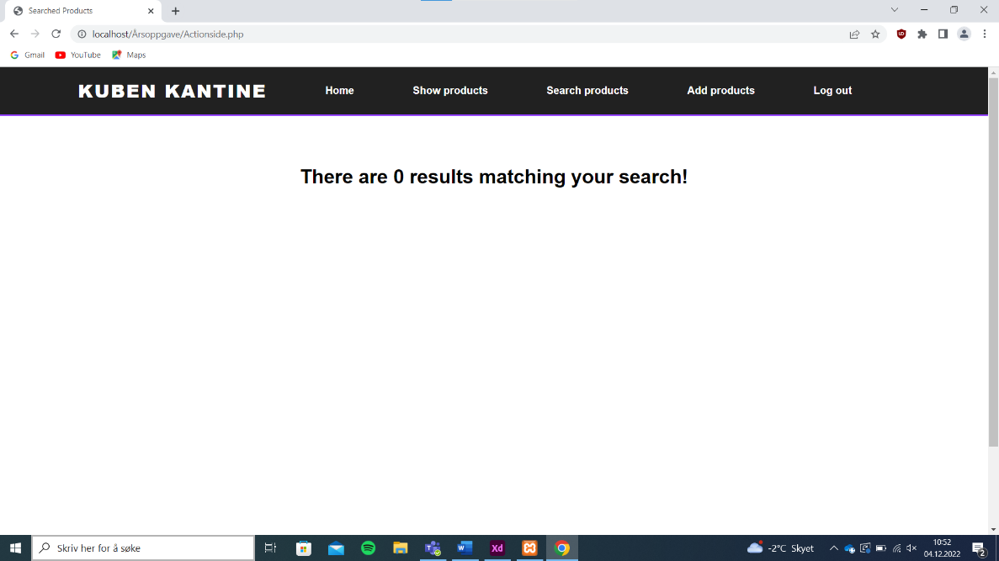 Searched Products
localhost/Årsoppgave/Actionside.php
Gmail YouTube Maps
KUBEN KANTINE Home Show products Search products Add products Log out
There are 0 results matching your search!
Skriv her for å søke
W
Xd
-2°C Skyet
10:52
04.12.2022
2